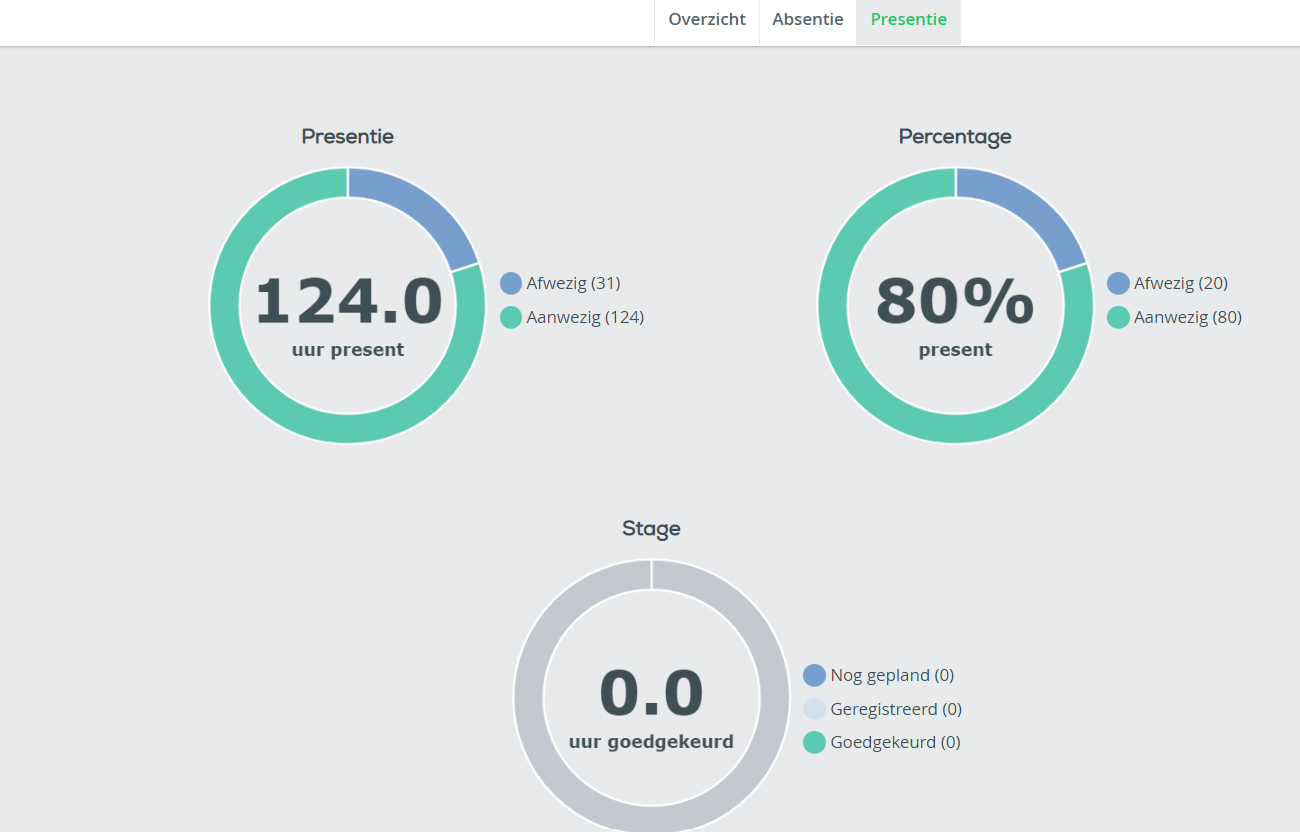 Overzicht Absentie Presentie
Presentie
124.0
uur present
Afwezig (31)
Aanwezig (124)
Percentage
80%
present
Afwezig (20)
Aanwezig (80)
Stage
0.0
uur goedgekeurd
Nog gepland (0)
Geregistreerd (0)
Goedgekeurd (0)